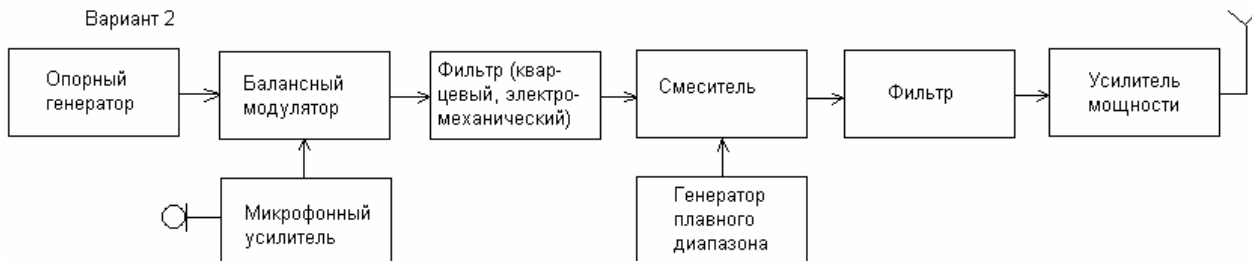 Вариант 2
Опорный
генератор
Балансный
модулятор
Фильтр (квар-
цевый, электро-
механический)
Смеситель
Фильтр
Усилитель
мощности
Микрофонный
усилитель
Генератор
плавного
диапазона